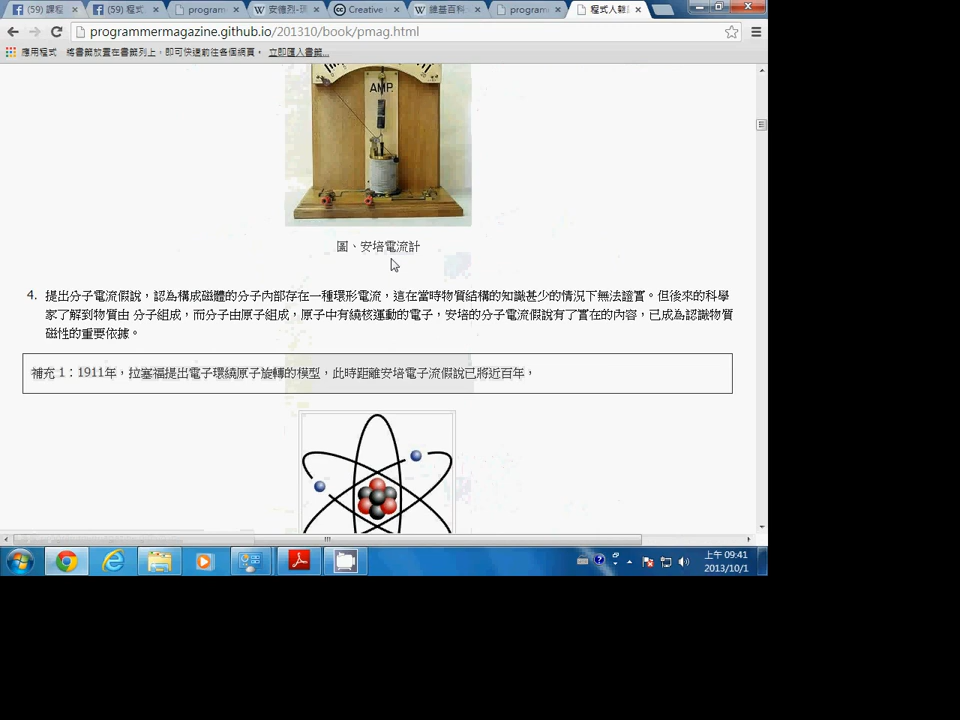 (59) 課程
(59) 程式
program
安德烈-瑪
Creative
維基百科
program
程式人雜
programmermagazine.github.io/201310/book/pmag.html
應用程式 將書籤放置在書籤列上，即可快速前往各個網頁。 立即匯入書籤...
AMP.
圖、安培電流計
4. 提出分子電流假說，認為構成磁體的分子內部存在一種環形電流，這在當時物質結構的知識甚少的情況下無法證實。但後來的科學
家了解到物質由 分子組成，而分子由原子組成，原子中有繞核運動的電子，安培的分子電流假說有了實在的內容，已成為認識物質
磁性的重要依據。
補充 1：1911年，拉塞福提出電子環繞原子旋轉的模型，此時距離安培電子流假說已將近百年，
上午 09:41
2013/10/1